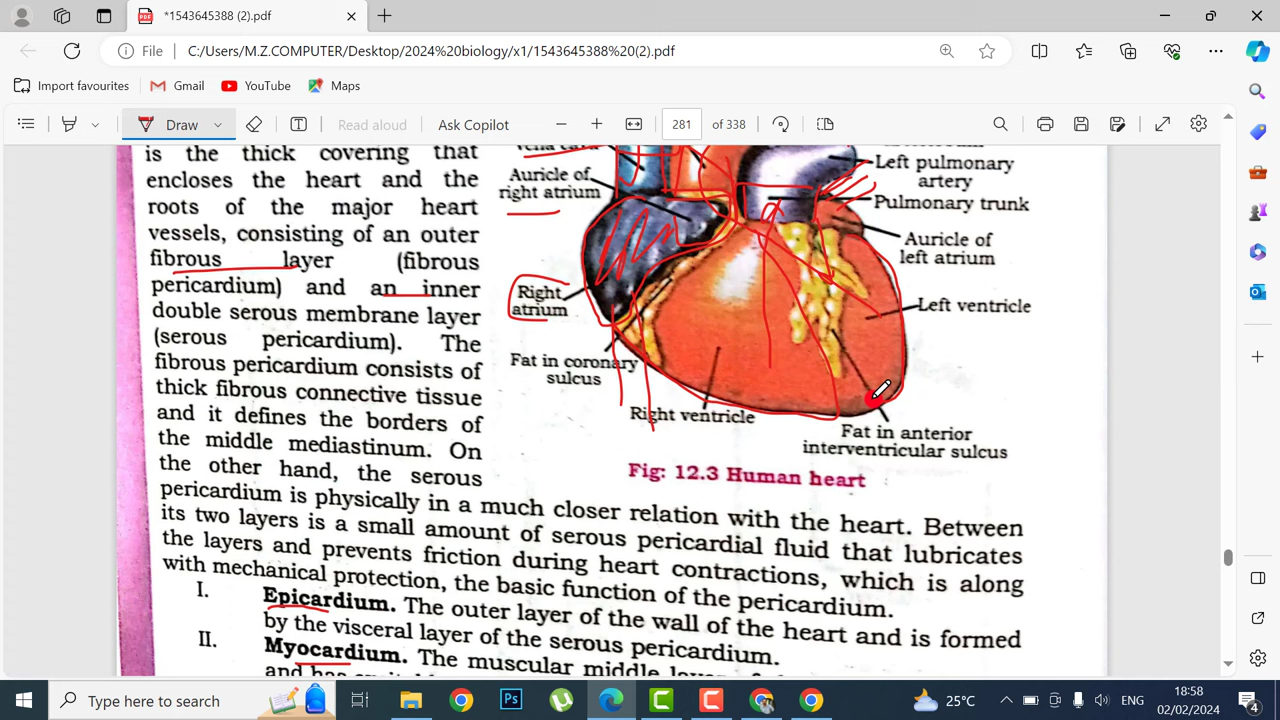 *1543645388 (2).pdf
File
C:/Users/M.Z.COMPUTER/Desktop/2024%20biology/x1/1543645388%20(2).pdf
Import favourites
Gmail
YouTube
Maps
Draw
Read aloud
Ask Copilot
281
of 338
is the thick covering that
encloses the heart and the
roots of the major heart
vessels, consisting of an outer
fibrous layer (fibrous
pericardium) and an inner
double serous membrane layer
(serous pericardium). The
fibrous pericardium consists of
thick fibrous connective tissue
and it defines the borders of
the middle mediastinum. On
the other hand, the serous
pericardium is physically in a much closer relation with the heart. Between
its two layers is a small amount of serous pericardial fluid that lubricates
the layers and prevents friction during heart contractions, which is along
with mechanical protection, the basic function of the pericardium.
I. Epicardium. The outer layer of the wall of the heart and is formed
by the visceral layer of the serous pericardium.
II. Myocardium. The muscular middle
Auricle of
right atrium
Right
atrium
Fat in coronary
sulcus
Right ventricle
Left pulmonary
artery
Pulmonary trunk
Auricle of
left atrium
Left ventricle
Fat in anterior
interventricular sulcus
Fig: 12.3 Human heart
Type here to search
Ps
25°C
ENG
18:58
02/02/2024
4